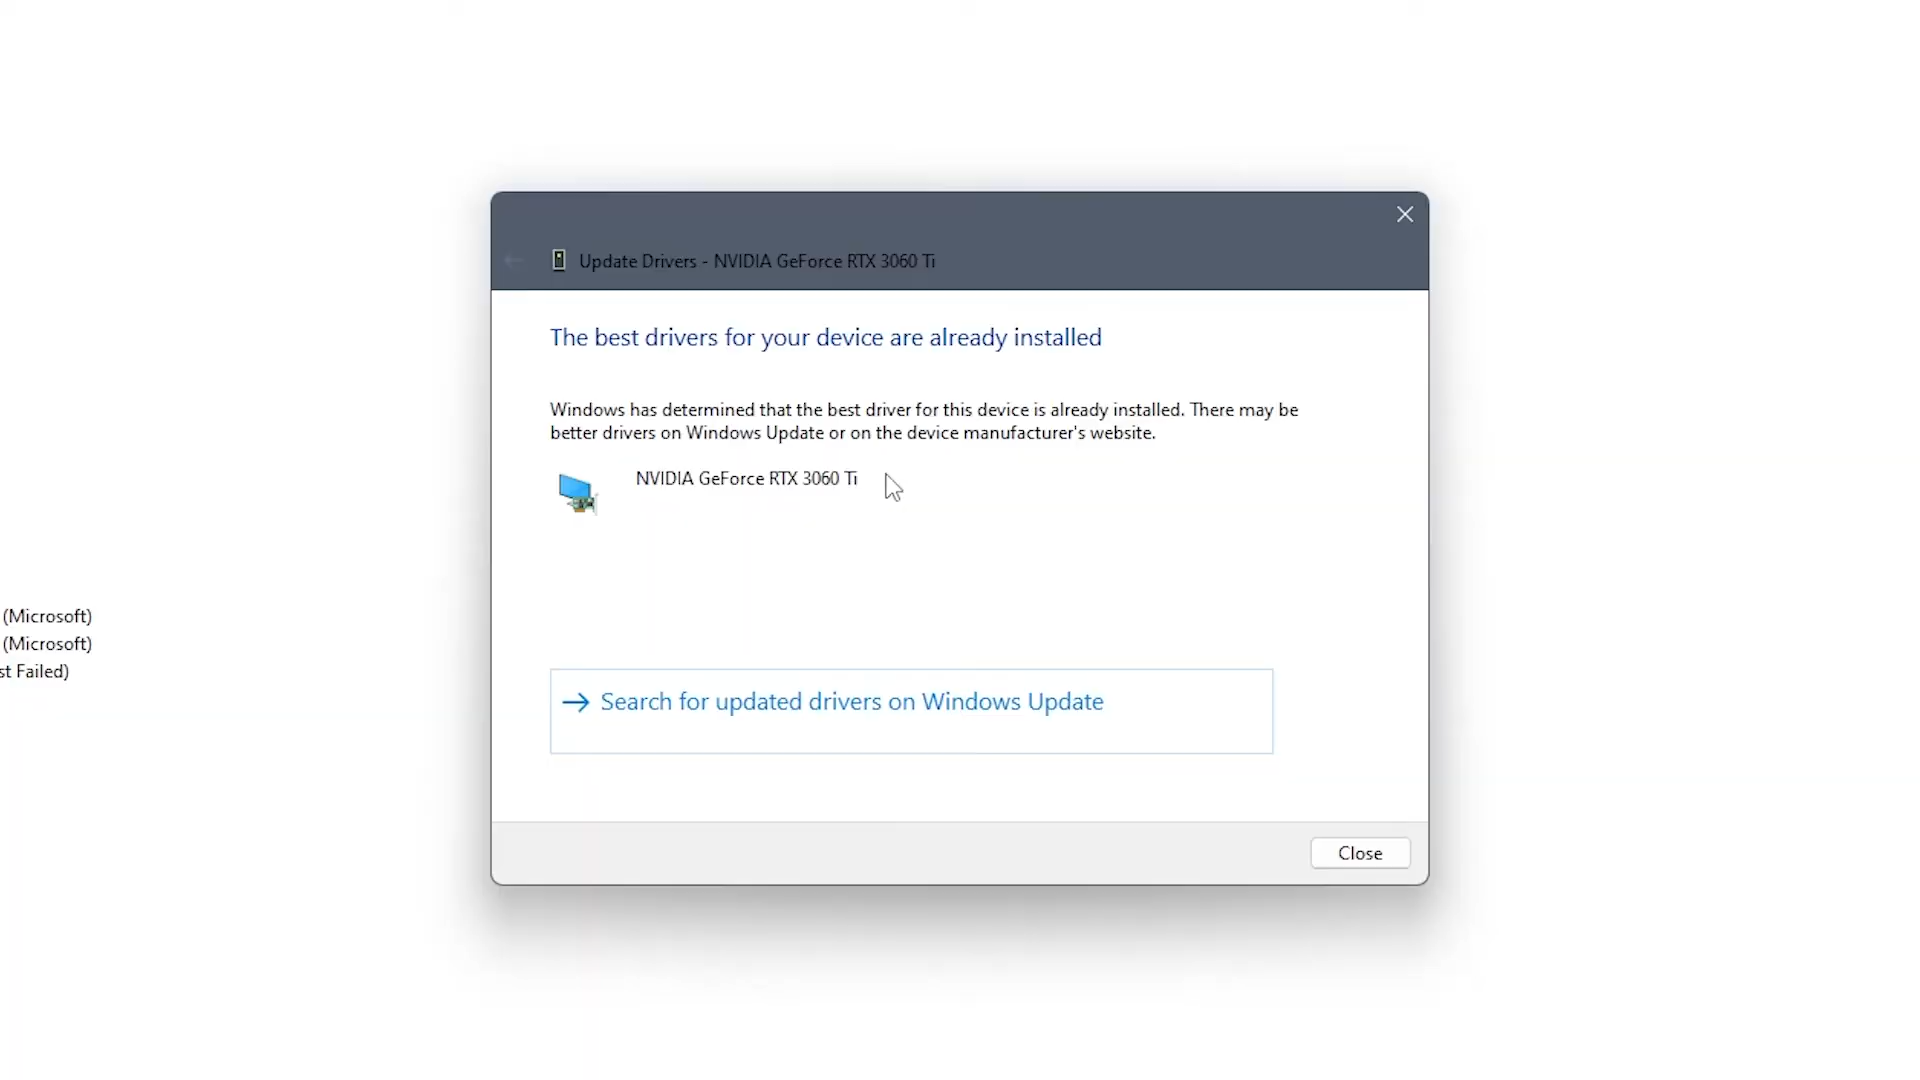 Update Drivers - NVIDIA GeForce RTX 3060 Ti
The best drivers for your device are already installed
Windows has determined that the best driver for this device is already installed. There may be
better drivers on Windows Update or on the device manufacturer's website.
NVIDIA GeForce RTX 3060 Ti
(Microsoft)
(Microsoft)
st Failed)
Search for updated drivers on Windows Update
Close